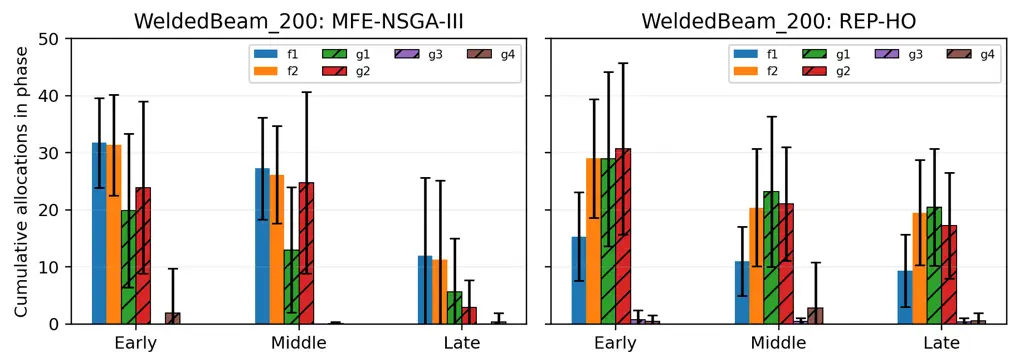 WeldedBeam_200: MFE-NSGA-III
WeldedBeam_200: REP-HO
Cumulative allocations in phase
50
40
30
20
10
0
f1 g1 g3 g4
f2 g2
f1 g1 g3 g4
f2 g2
Early Middle Late
Early Middle Late